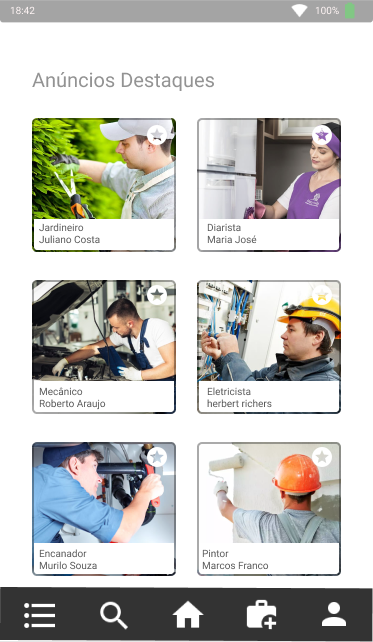 18:42
100%
Anúncios Destaques
Jardineiro
Juliano Costa
Diarista
Maria José
Mecânico
Roberto Araujo
Eletricista
herbert richers
Encanador
Murilo Souza
Pintor
Marcos Franco